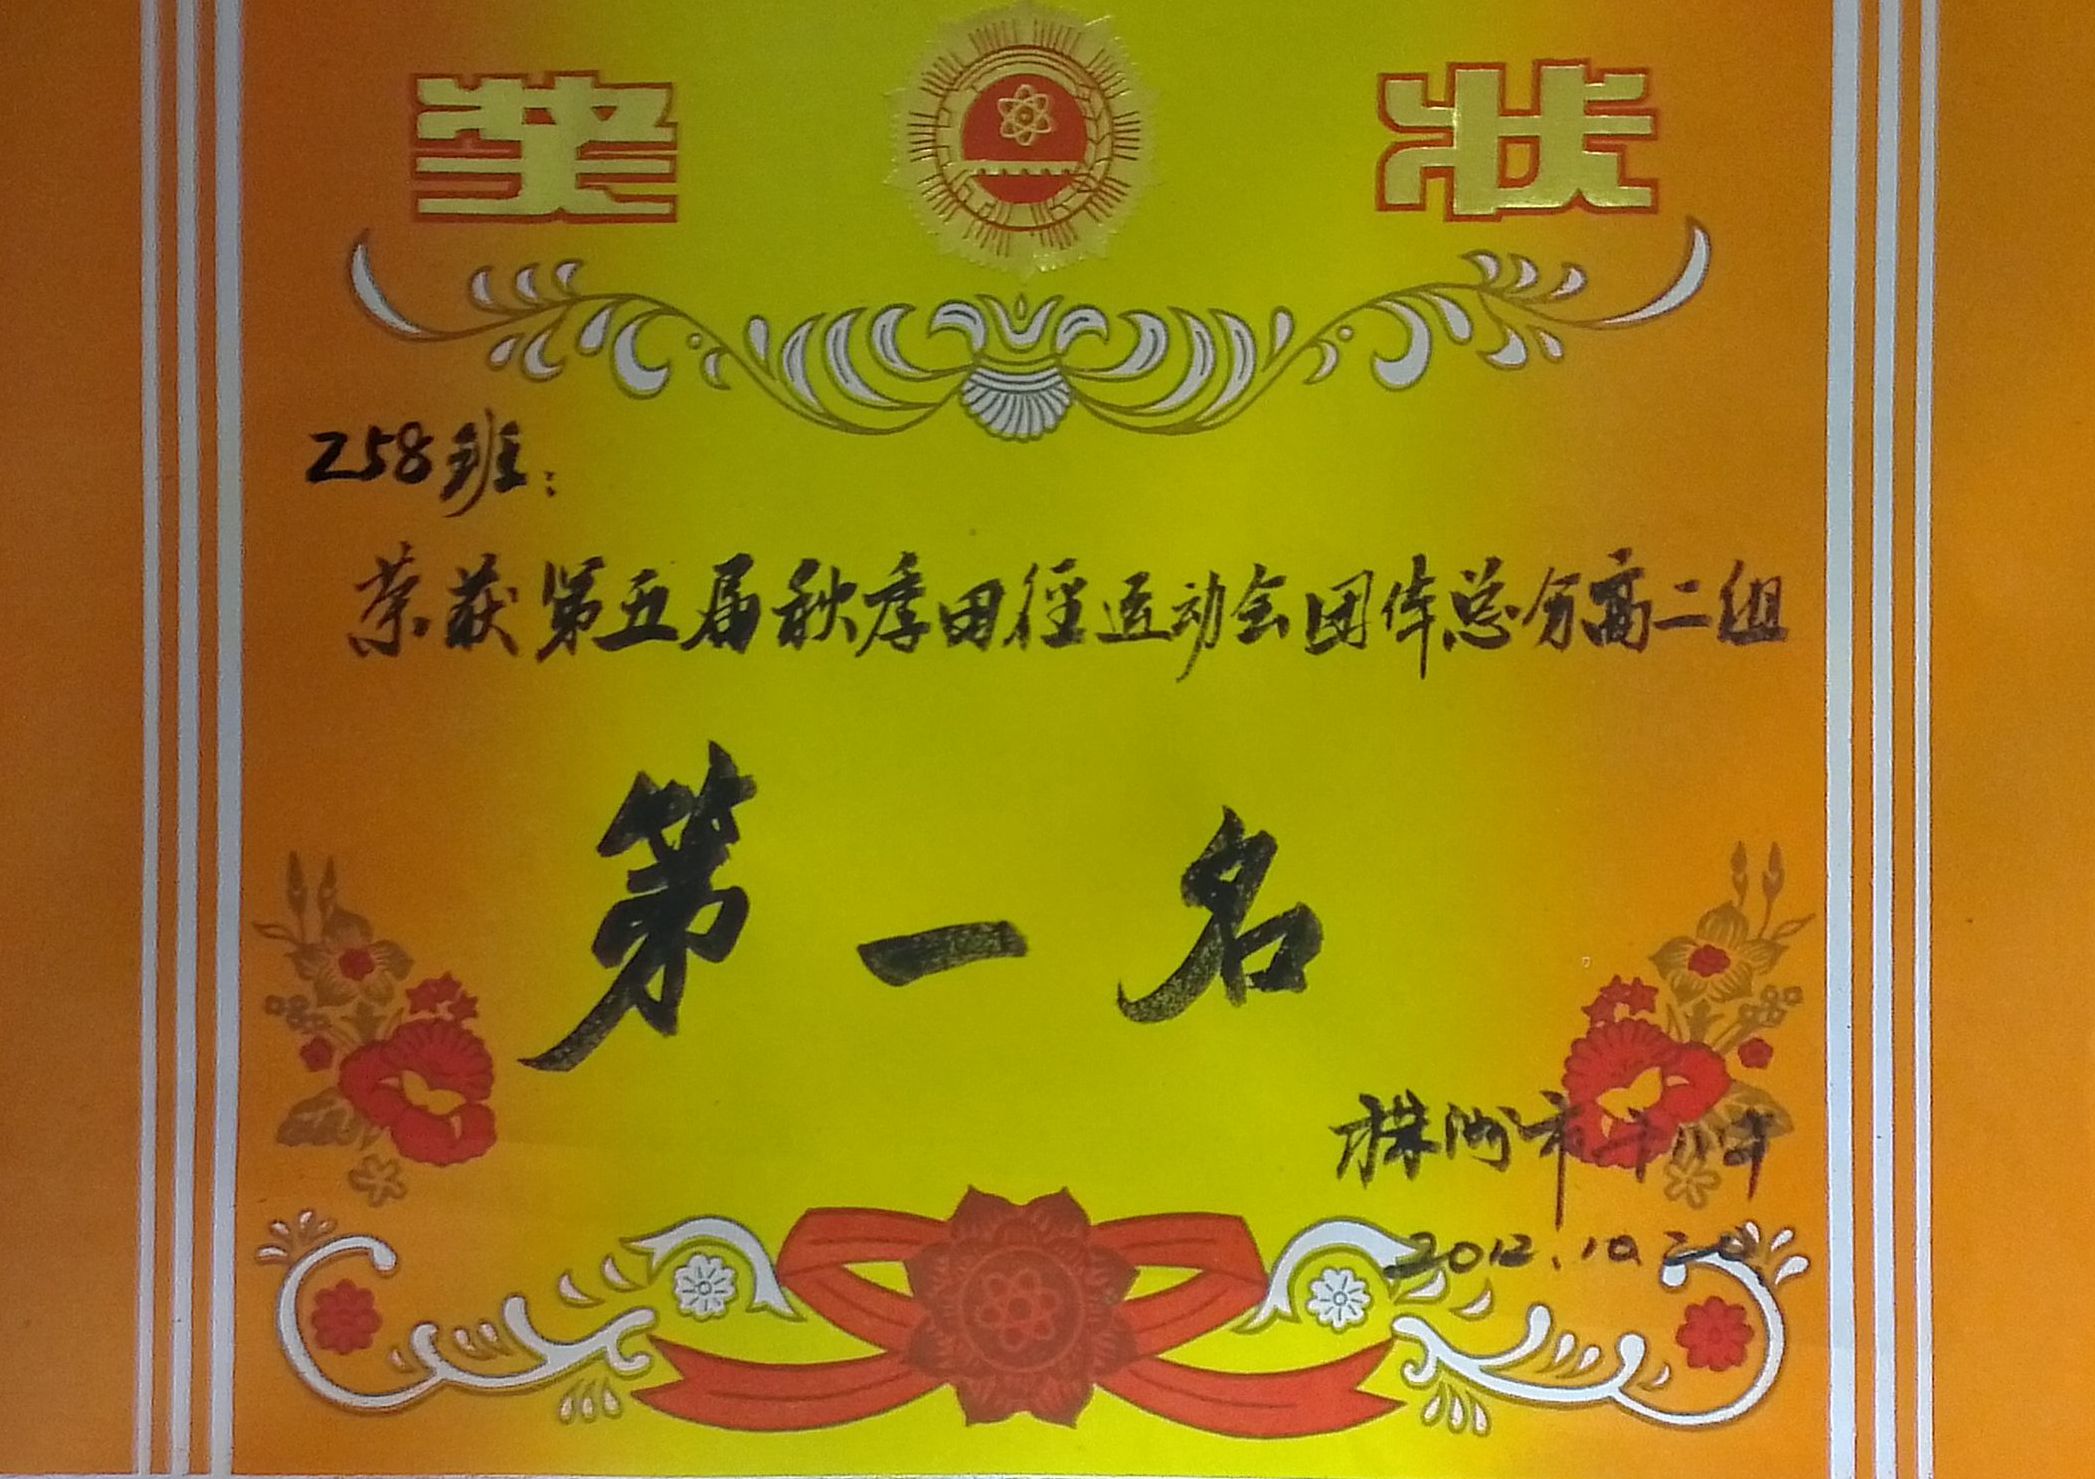 奖状
258班:
荣获第五届秋季田径运动会团体总分高二组
第一名
株洲市十八中
2012.10.20